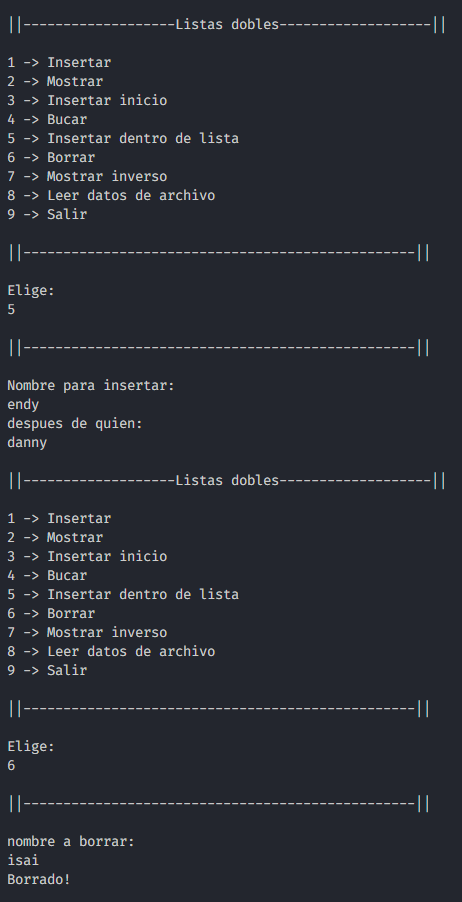 ||-------------------Listas dobles-------------------||
1 -> Insertar
2 -> Mostrar
3 -> Insertar inicio
4 -> Bucar
5 -> Insertar dentro de lista
6 -> Borrar
7 -> Mostrar inverso
8 -> Leer datos de archivo
9 -> Salir
||-------------------------------------------------||
Elige:
5
||-------------------------------------------------||
Nombre para insertar:
endy
despues de quien:
danny
||-------------------Listas dobles-------------------||
1 -> Insertar
2 -> Mostrar
3 -> Insertar inicio
4 -> Bucar
5 -> Insertar dentro de lista
6 -> Borrar
7 -> Mostrar inverso
8 -> Leer datos de archivo
9 -> Salir
||-------------------------------------------------||
Elige:
6
||-------------------------------------------------||
nombre a borrar:
isai
Borrado!